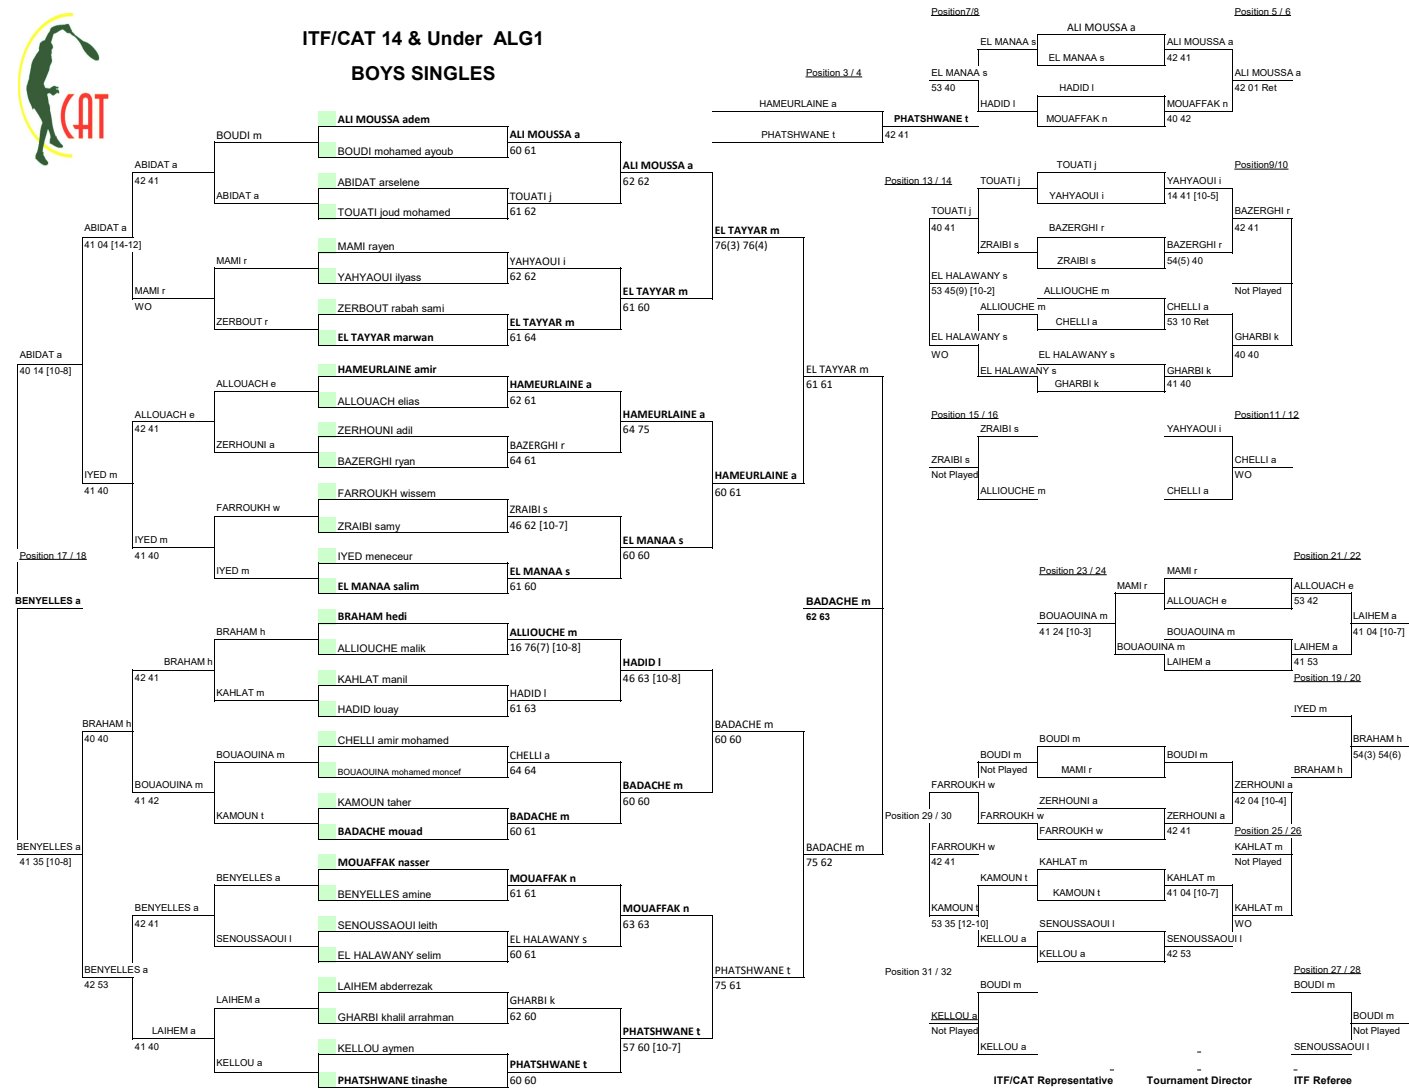 ITF/CAT 14 & Under ALG1
BOYS SINGLES
CAT
Position 3 / 4
HAMEURLAINE a
PHATSHWANE t
PHATSHWANE t
42 41
Position7/8
EL MANAA s
53 40
EL MANAA s
HADID l
Position 5 / 6
ALI MOUSSA a
EL MANAA s
ALI MOUSSA a
42 41
HADID l
MOUAFFAK n
MOUAFFAK n
40 42
ALI MOUSSA a
42 01 Ret
ALI MOUSSA adem
BOUDI mohamed ayoub
ABIDAT arselene
TOUATI joud mohamed
MAMI rayen
YAHYAOUI ilyass
ZERBOUT rabah sami
EL TAYYAR marwan
HAMEURLAINE amir
ALLOUACH elias
ZERHOUNI adil
BAZERGHI ryan
FARROUKH wissem
ZRAIBI samy
IYED meneceur
EL MANAA salim
BRAHAM hedi
ALLIOUCHE malik
KAHLAT manil
HADID louay
CHELLI amir mohamed
BOUAOUINA mohamed moncef
KAMOUN taher
BADACHE mouad
MOUAFFAK nasser
BENYELLES amine
SENOUSSAOUI leith
EL HALAWANY selim
LAIHEM abderrezak
GHARBI khalil arrahman
KELLOU aymen
PHATSHWANE tinashe
ALI MOUSSA a
60 61
TOUATI j
61 62
YAHYAOUI i
62 62
EL TAYYAR m
61 64
HAMEURLAINE a
62 61
BAZERGHI r
64 61
ZRAIBI s
46 62 [10-7]
EL MANAA s
61 60
ALLIOUCHE m
16 76(7) [10-8]
HADID l
61 63
CHELLI a
64 64
BADACHE m
60 61
MOUAFFAK n
61 61
EL HALAWANY s
60 61
GHARBI k
62 60
PHATSHWANE t
60 60
ALI MOUSSA a
62 62
EL TAYYAR m
61 60
HAMEURLAINE a
64 75
EL MANAA s
60 60
HADID l
46 63 [10-8]
BADACHE m
60 60
MOUAFFAK n
63 63
PHATSHWANE t
57 60 [10-7]
EL TAYYAR m
76(3) 76(4)
HAMEURLAINE a
60 61
BADACHE m
60 60
PHATSHWANE t
75 61
EL TAYYAR m
61 61
BADACHE m
75 62
BADACHE m
62 63
BOUDI m
ABIDAT a
MAMI r
ZERBOUT r
ALLOUACH e
ZERHOUNI a
FARROUKH w
IYED m
BRAHAM h
KAHLAT m
BOUAOUINA m
KAMOUN t
BENYELLES a
SENOUSSAOUI l
LAIHEM a
KELLOU a
ABIDAT a
42 41
MAMI r
WO
ALLOUACH e
42 41
IYED m
41 40
BRAHAM h
42 41
BOUAOUINA m
41 42
BENYELLES a
42 41
LAIHEM a
41 40
ABIDAT a
41 04 [14-12]
IYED m
41 40
BRAHAM h
40 40
BENYELLES a
42 53
ABIDAT a
40 14 [10-8]
Position 17 / 18
BENYELLES a
BENYELLES a
41 35 [10-8]
Position 13 / 14
TOUATI j
ZRAIBI s
TOUATI j
40 41
EL HALAWANY s
53 45(9) [10-2]
ALLIOUCHE m
EL HALAWANY s
WO
EL HALAWANY s
Position9/10
TOUATI j
YAHYAOUI i
YAHYAOUI i
14 41 [10-5]
BAZERGHI r
ZRAIBI s
BAZERGHI r
54(5) 40
BAZERGHI r
42 41
Not Played
ALLIOUCHE m
CHELLI a
CHELLI a
53 10 Ret
EL HALAWANY s
GHARBI k
GHARBI k
41 40
GHARBI k
40 40
Position 15 / 16
ZRAIBI s
ZRAIBI s
Not Played
ALLIOUCHE m
Position11 / 12
YAHYAOUI i
CHELLI a
WO
CHELLI a
Position 23 / 24
MAMI r
BOUAOUINA m
41 24 [10-3]
BOUAOUINA m
Position 21 / 22
MAMI r
ALLOUACH e
ALLOUACH e
53 42
BOUAOUINA m
LAIHEM a
LAIHEM a
41 53
LAIHEM a
41 04 [10-7]
Position 19 / 20
IYED m
BRAHAM h
54(3) 54(6)
BRAHAM h
Position 29 / 30
BOUDI m
Not Played
FARROUKH w
FARROUKH w
FARROUKH w
42 41
KAMOUN t
KAMOUN t
53 35 [12-10]
KELLOU a
BOUDI m
MAMI r
BOUDI m
ZERHOUNI a
FARROUKH w
ZERHOUNI a
42 41
ZERHOUNI a
42 04 [10-4]
Position 25 / 26
KAHLAT m
Not Played
KAHLAT m
KAMOUN t
KAHLAT m
41 04 [10-7]
SENOUSSAOUI l
KELLOU a
SENOUSSAOUI l
42 53
KAHLAT m
WO
Position 31 / 32
BOUDI m
KELLOU a
Not Played
KELLOU a
Position 27 / 28
BOUDI m
BOUDI m
Not Played
SENOUSSAOUI l
ITF/CAT Representative
Tournament Director
ITF Referee